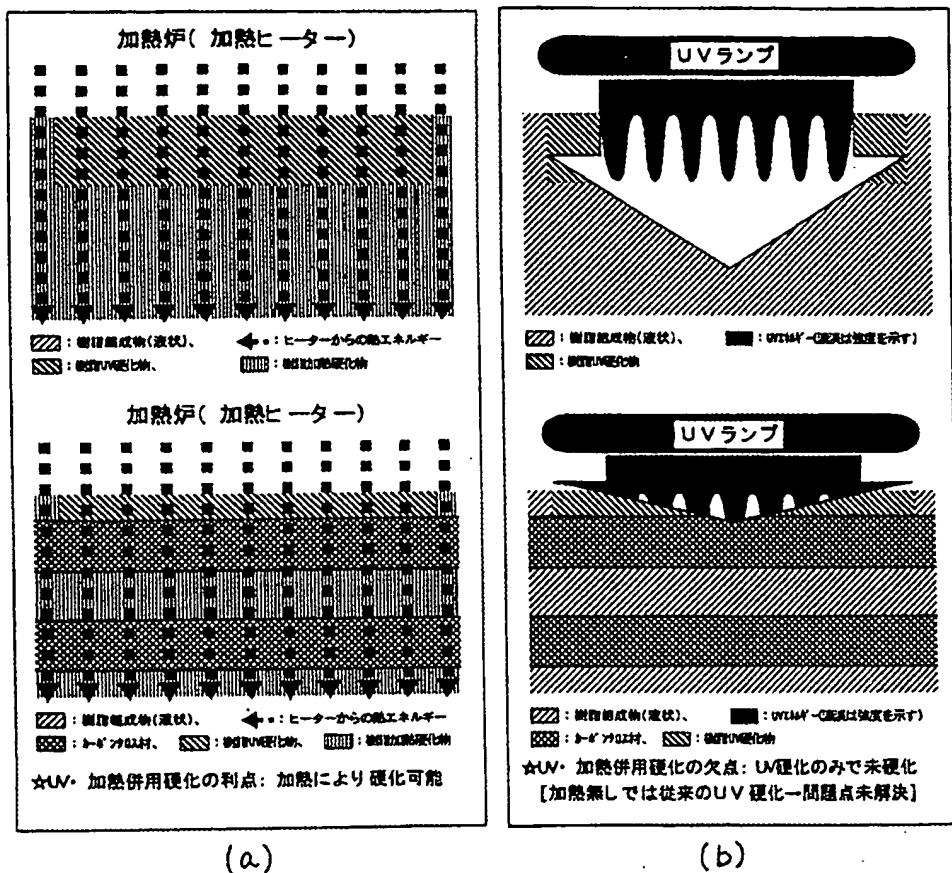 加熱炉( 加熱ヒーター)
:樹脂組成物(液状)、 :ヒーターからの熱エネルギー
:樹脂UV硬化物、 :樹脂加熱硬化物
加熱炉( 加熱ヒーター)
:樹脂組成物(液状)、 :ヒーターからの熱エネルギー
:カーボンクロス材、 :樹脂UV硬化物、 :樹脂加熱硬化物
☆UV・加熱併用硬化の利点: 加熱により硬化可能
(a)
UVランプ
:樹脂組成物(液状)、 :UVエネルギー(濃淡は強度を示す)
:樹脂UV硬化物
UVランプ
:樹脂組成物(液状)、 :UVエネルギー(濃淡は強度を示す)
:カーボンクロス材、 :樹脂UV硬化物
☆UV・加熱併用硬化の欠点: UV硬化のみで未硬化
[加熱無しでは従来のUV硬化→問題点未解決]
(b)